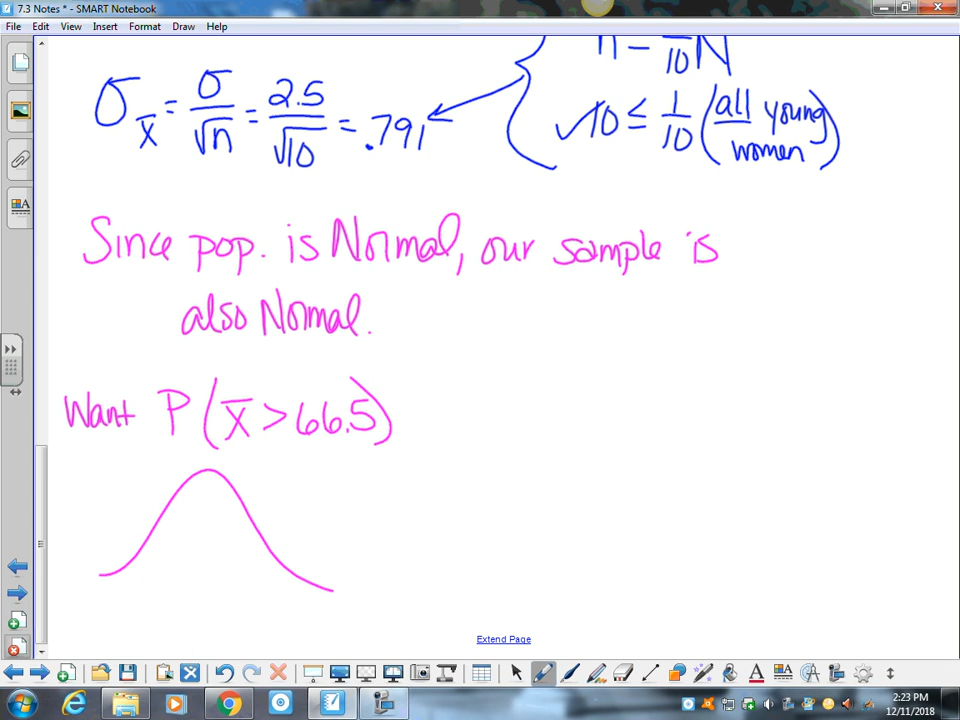 7.3 Notes * - SMART Notebook
File Edit View Insert Format Draw Help
n = 1/10 N
σx̄ = σ/√n = 2.5/√10 = .791
✓10 ≤ 1/10 (all young women)
Since pop. is Normal, our sample is
also Normal.
Want P(x̄ > 66.5)
Extend Page
2:23 PM
12/11/2018